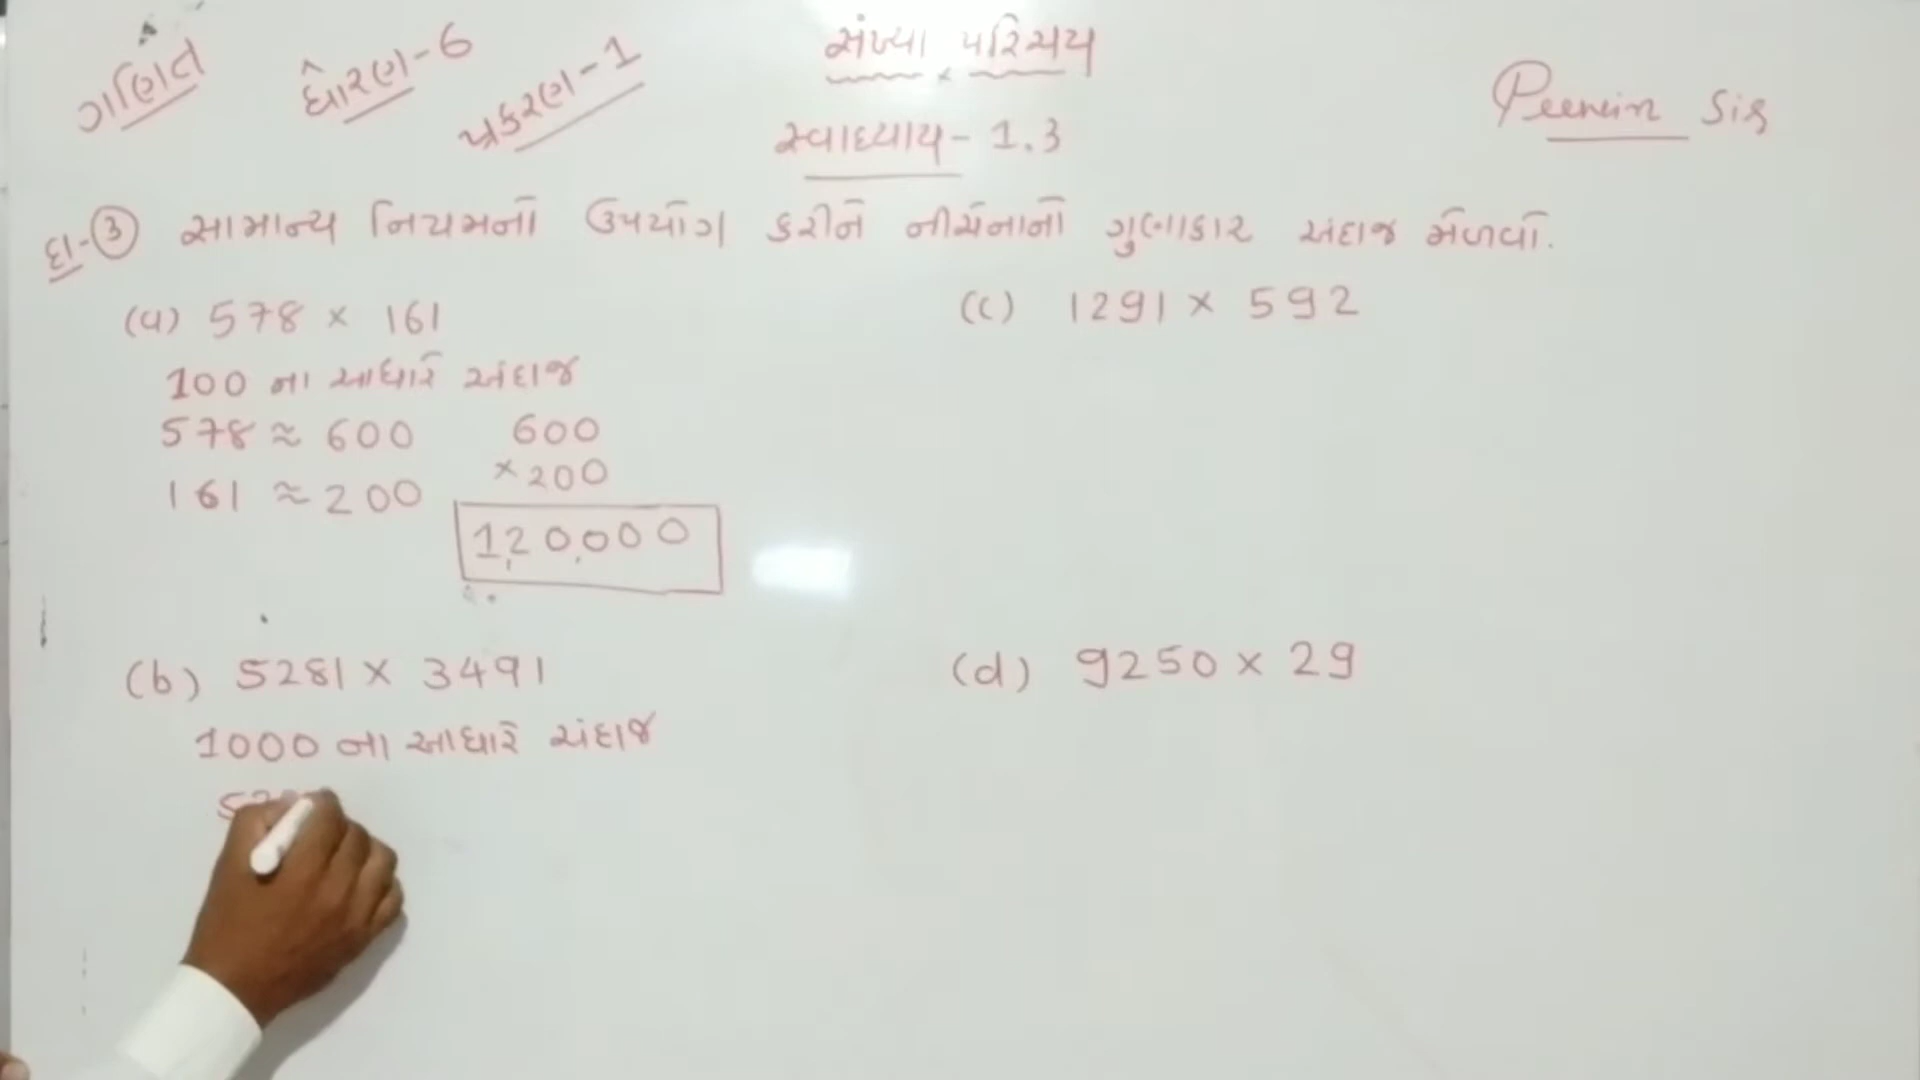 ગણિત
ધોરણ-6
પ્રકરણ-1
સંખ્યા પરિચય
સ્વાધ્યાય- 1.3
Sir
દા-③ સામાન્ય નિયમનો ઉપયોગ કરીને નીચેનાનો ગુણાકાર અંદાજ મેળવો.
(a) 578 × 161
100 ના આધારે અંદાજ
578 ≈ 600
161 ≈ 200
600
×200
1,20,000
(b) 5281 × 3491
1000 ના આધારે અંદાજ
(c) 1291 × 592
(d) 9250 × 29